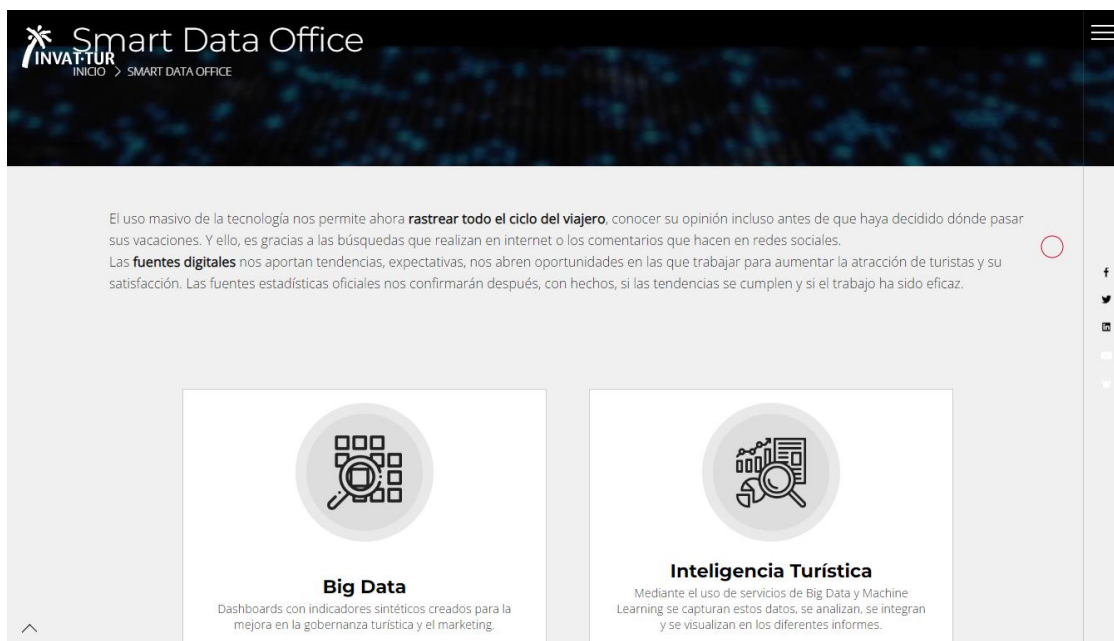 Smart Data Office
INVAT·TUR
INICIO > SMART DATA OFFICE
El uso masivo de la tecnología nos permite ahora rastrear todo el ciclo del viajero, conocer su opinión incluso antes de que haya decidido dónde pasar
sus vacaciones. Y ello, es gracias a las búsquedas que realizan en internet o los comentarios que hacen en redes sociales.
Las fuentes digitales nos aportan tendencias, expectativas, nos abren oportunidades en las que trabajar para aumentar la atracción de turistas y su
satisfacción. Las fuentes estadísticas oficiales nos confirmarán después, con hechos, si las tendencias se cumplen y si el trabajo ha sido eficaz.
Big Data
Dashboards con indicadores sintéticos creados para la
mejora en la gobernanza turística y el marketing.
Inteligencia Turística
Mediante el uso de servicios de Big Data y Machine
Learning se capturan estos datos, se analizan, se integran
y se visualizan en los diferentes informes.